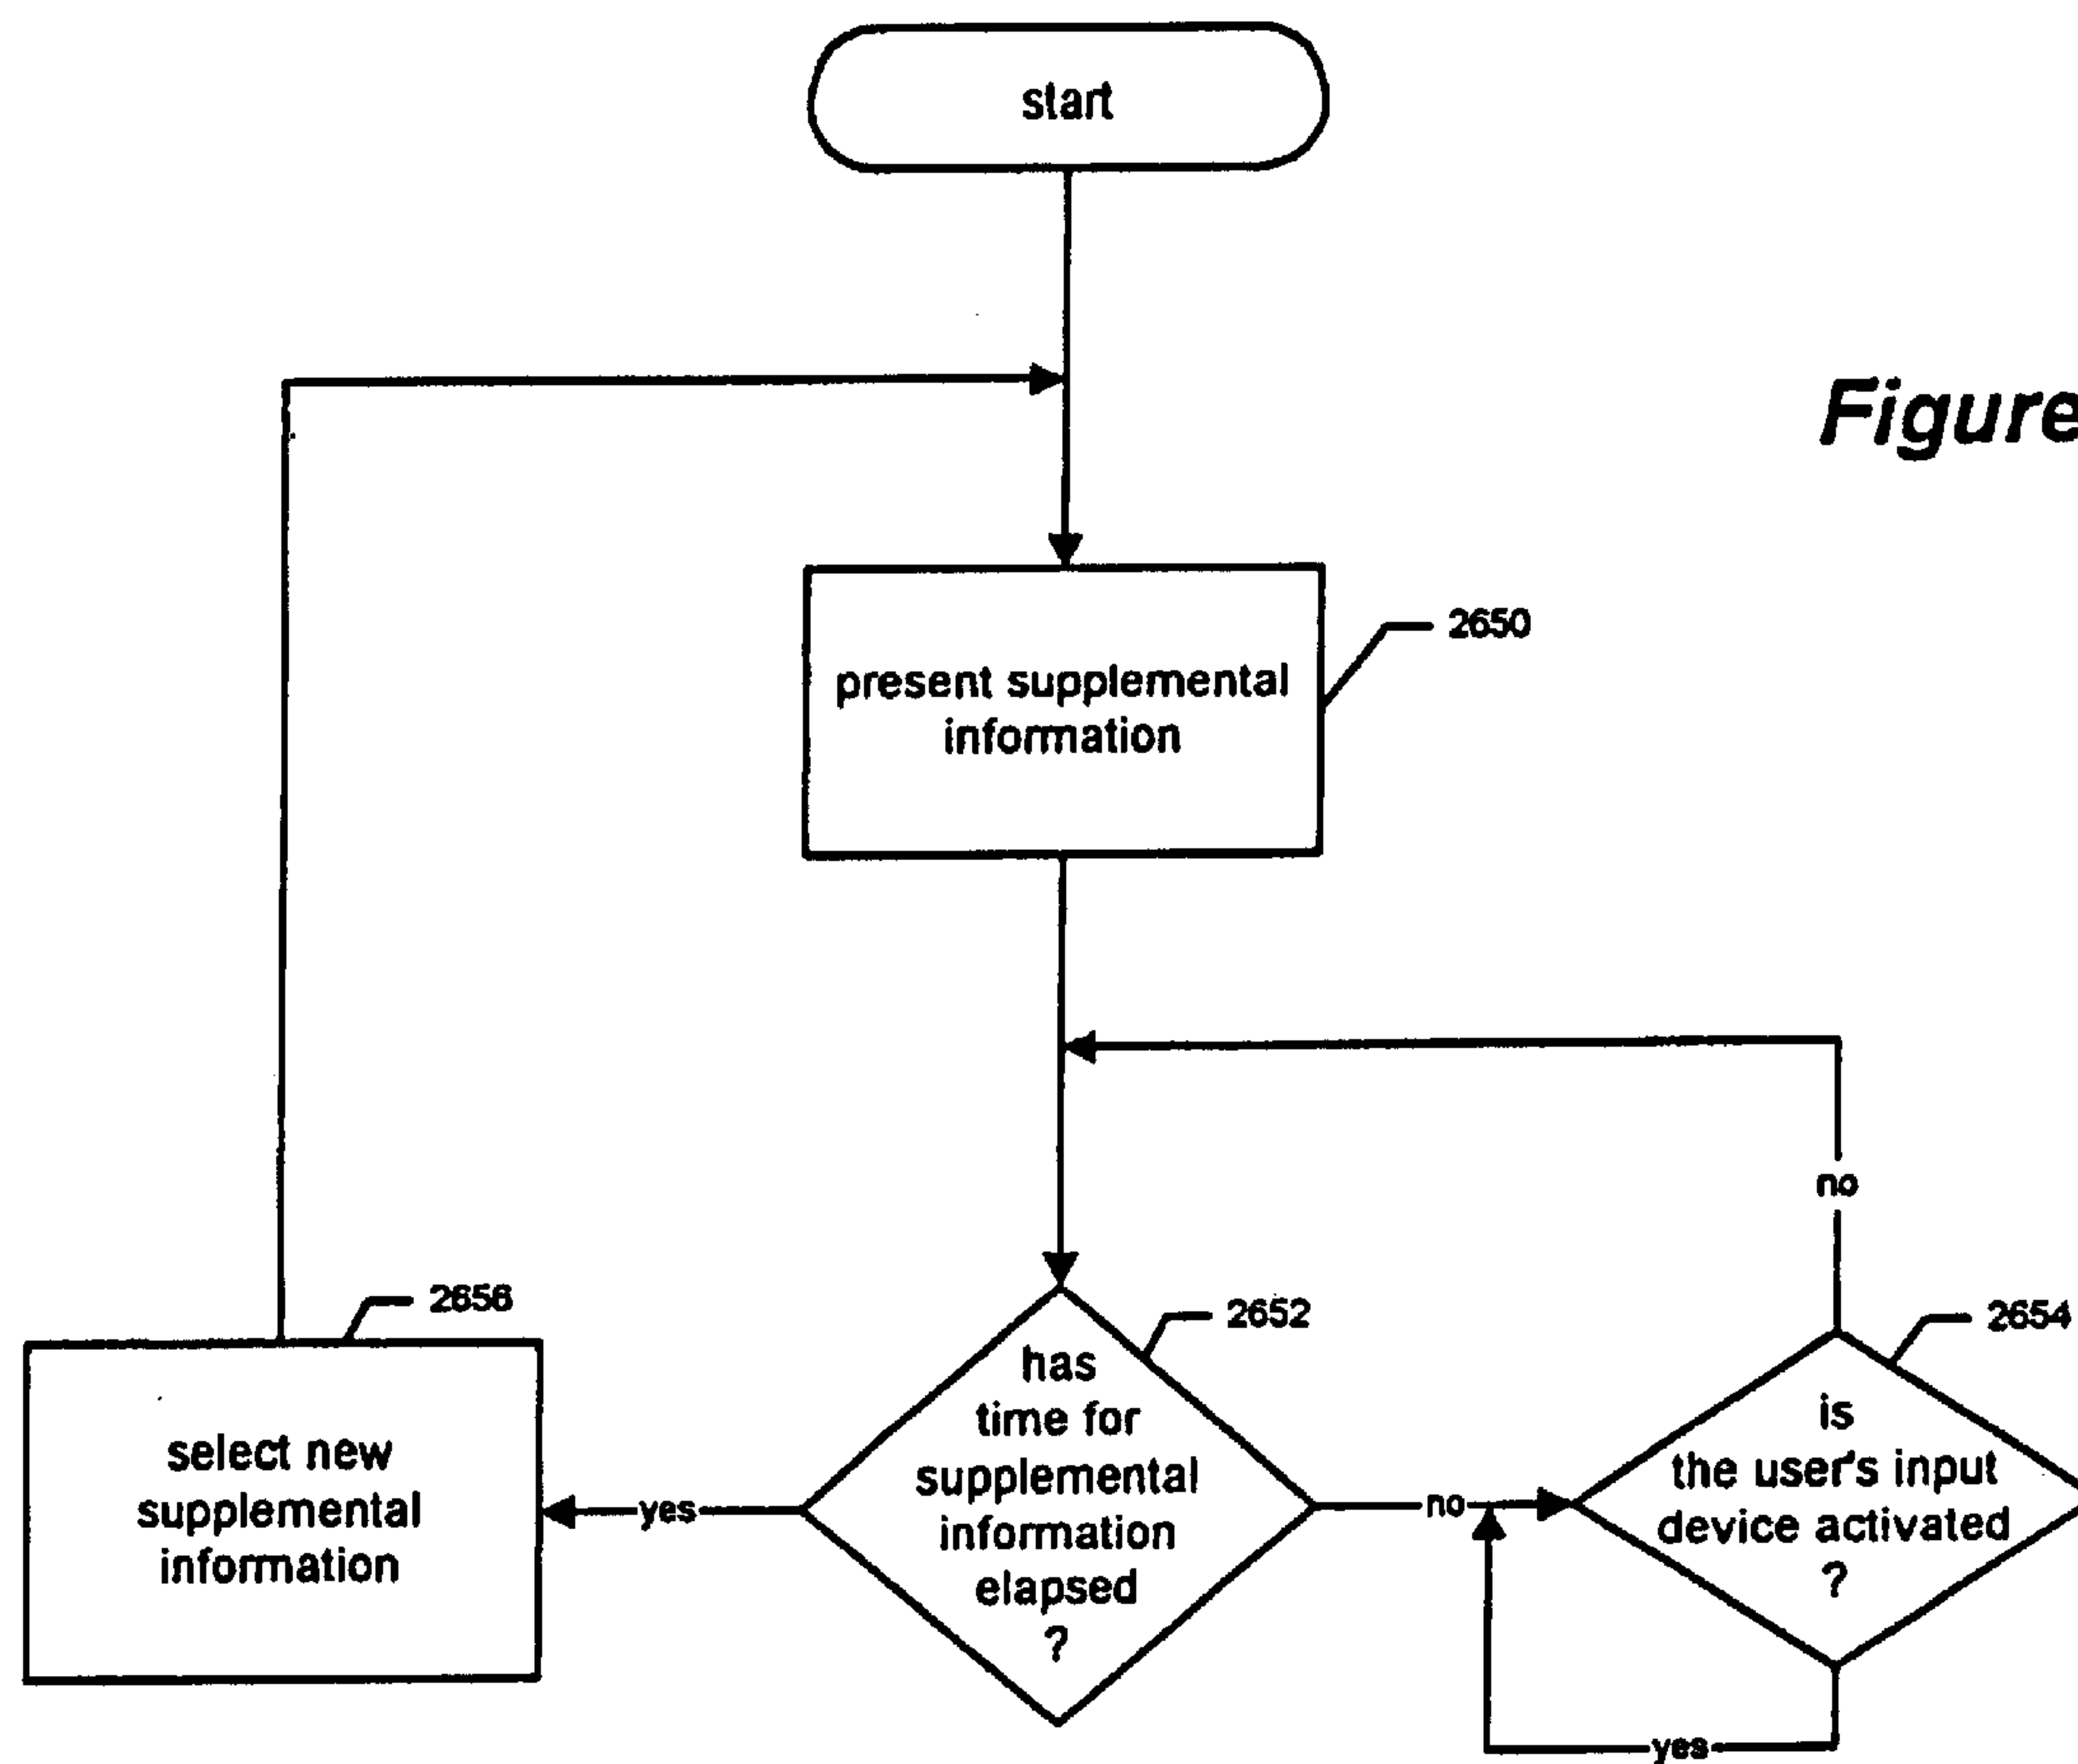 start
Figure
2650
present supplemental
information
no
2656
2652
2654
has
time for
supplemental
information
elapsed
?
is
the user's input
device activated
?
select new
supplemental
information
yes
no
yes